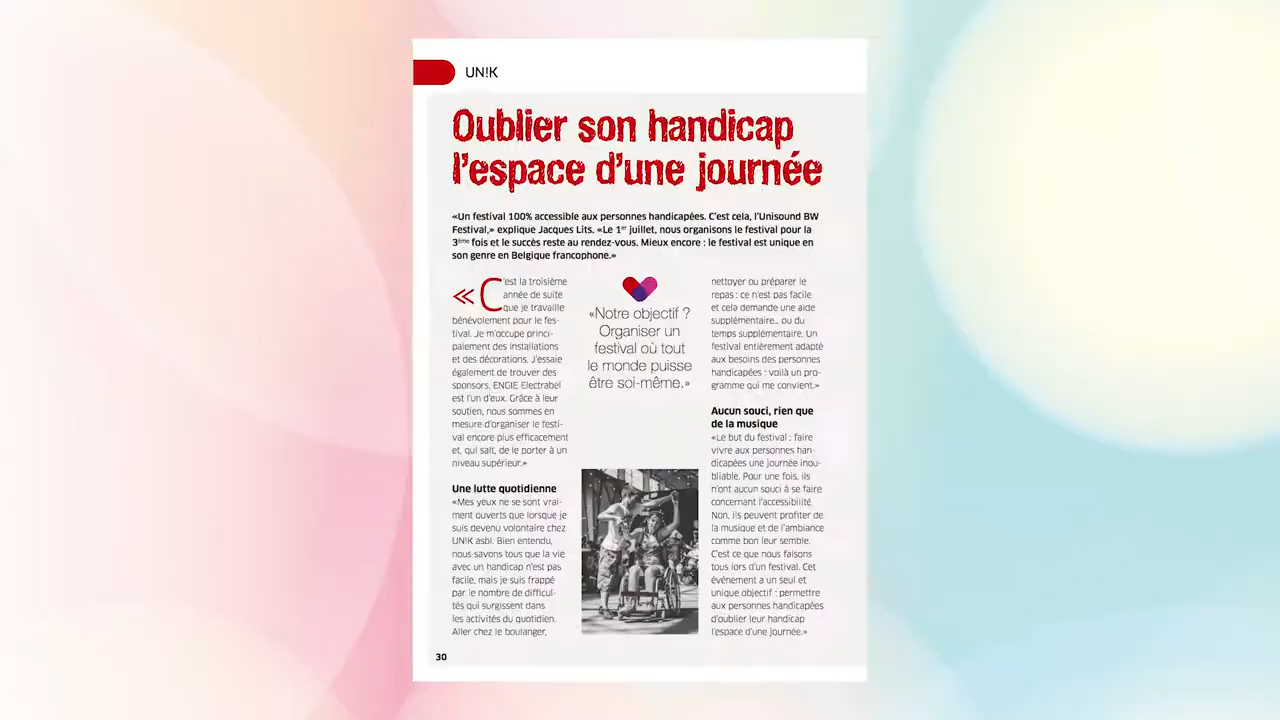 UN!K
Oublier son handicap
l'espace d'une journée
«Un festival 100% accessible aux personnes handicapées. C'est cela, l'Unisound BW
Festival,» explique Jacques Lits. «Le 1er juillet, nous organisons le festival pour la
3ème fois et le succès reste au rendez-vous. Mieux encore : le festival est unique en
son genre en Belgique francophone.»
«C'est la troisième
année de suite
que je travaille
bénévolement pour le fes-
tival. Je m'occupe princi-
palement des installations
et des décorations. J'essaie
également de trouver des
sponsors. ENGIE Electrabel
est l'un d'eux. Grâce à leur
soutien, nous sommes en
mesure d'organiser le festi-
val encore plus efficacement
et, qui sait, de le porter à un
niveau supérieur.»
Une lutte quotidienne
«Mes yeux ne se sont vrai-
ment ouverts que lorsque je
suis devenu volontaire chez
UN!K asbl. Bien entendu,
nous savons tous que la vie
avec un handicap n'est pas
facile, mais je suis frappé
par le nombre de difficul-
tés qui surgissent dans
les activités du quotidien.
Aller chez le boulanger,
«Notre objectif ?
Organiser un
festival où tout
le monde puisse
être soi-même.»
nettoyer ou préparer le
repas : ce n'est pas facile
et cela demande une aide
supplémentaire... ou du
temps supplémentaire. Un
festival entièrement adapté
aux besoins des personnes
handicapées : voilà un pro-
gramme qui me convient.»
Aucun souci, rien que
de la musique
«Le but du festival : faire
vivre aux personnes han-
dicapées une journée inou-
bliable. Pour une fois, ils
n'ont aucun souci à se faire
concernant l'accessibilité.
Non, ils peuvent profiter de
la musique et de l'ambiance
comme bon leur semble.
C'est ce que nous faisons
tous lors d'un festival. Cet
événement a un seul et
unique objectif : permettre
aux personnes handicapées
d'oublier leur handicap
l'espace d'une journée.»
30